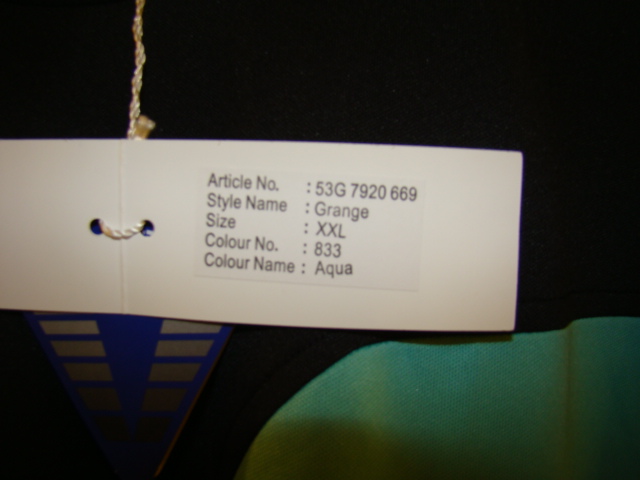 Article No. : 53G 7920 669
Style Name : Grange
Size : XXL
Colour No. : 833
Colour Name : Aqua